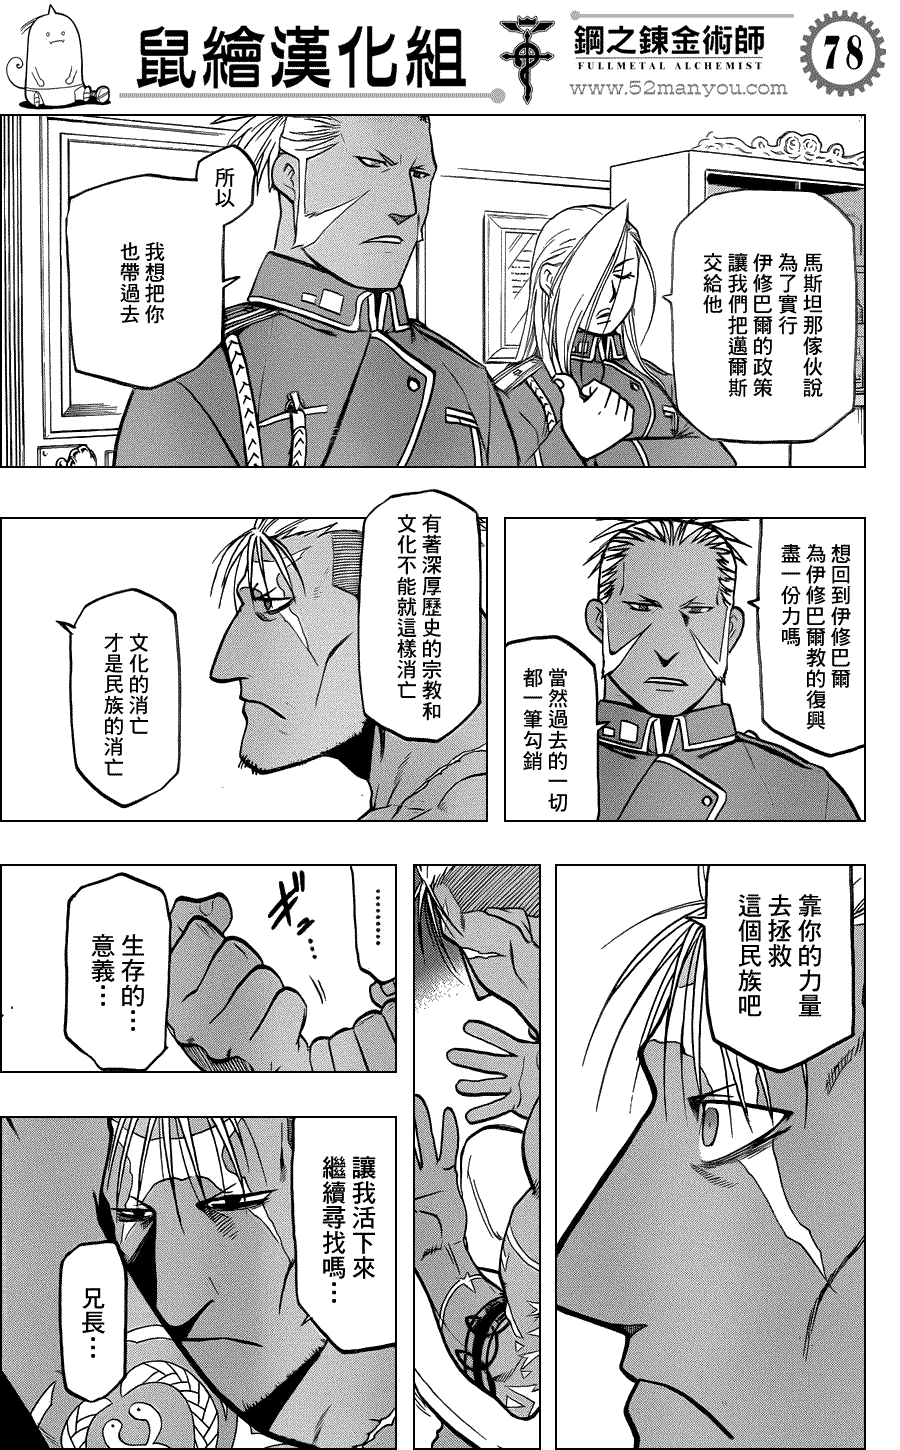 鼠繪漢化組
鋼之鍊金術師
FULLMETAL ALCHEMIST
www.52manyou.com
78
馬斯坦那傢伙說
為了實行
伊修巴爾的政策
讓我們把邁爾斯
交給他
所以
我想把你
也帶過去
想回到伊修巴爾
為伊修巴爾教的復興
盡一份力嗎
當然過去的一切
都一筆勾銷
有著深厚歷史的宗教和
文化不能就這樣消亡
文化的消亡
才是民族的消亡
靠你的力量
去拯救
這個民族吧
………
生存的…
意義…
讓我活下來
繼續尋找嗎…
兄長…